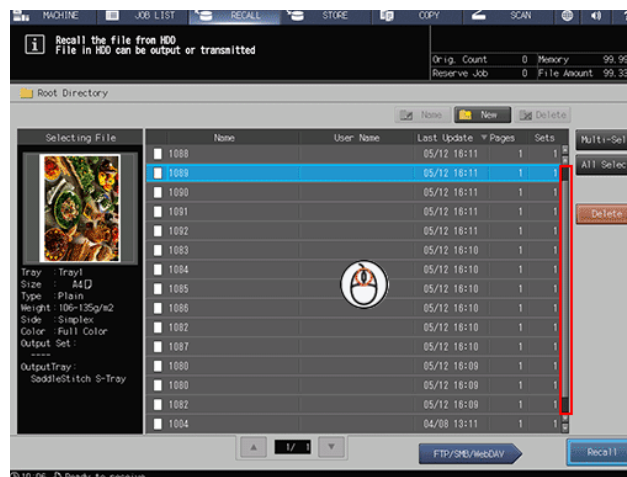 MACHINE JOB LIST RECALL STORE COPY SCAN
Recall the file from HDD
File in HDD can be output or transmitted
Orig. Count 0 Memory 99.99
Reserve Job 0 File Amount 99.33
Root Directory
Name New Delete
Selecting File Name User Name Last Update ▼ Pages Sets Multi-Sel
1088 05/12 16:11 1 1
All Selec
1089 05/12 16:11 1 1
1090 05/12 16:11 1 1
1091 05/12 16:11 1 1
Delete
1092 05/12 16:11 1 1
1083 05/12 16:10 1 1
1084 05/12 16:10 1 1
1085 05/12 16:10 1 1
1086 05/12 16:10 1 1
1082 05/12 16:10 1 1
1087 05/12 16:10 1 1
1080 05/12 16:09 1 1
1080 05/12 16:09 1 1
1082 05/12 16:09 1 1
1004 04/08 13:11 1 1
Tray :Tray1
Size : A4
Type :Plain
Weight:106-135g/m2
Side :Simplex
Color :Full Color
Output Set:
----
OutputTray:
SaddleStitch S-Tray
1/ 1
FTP/SMB/WebDAV Recall
10:06 Ready to receive